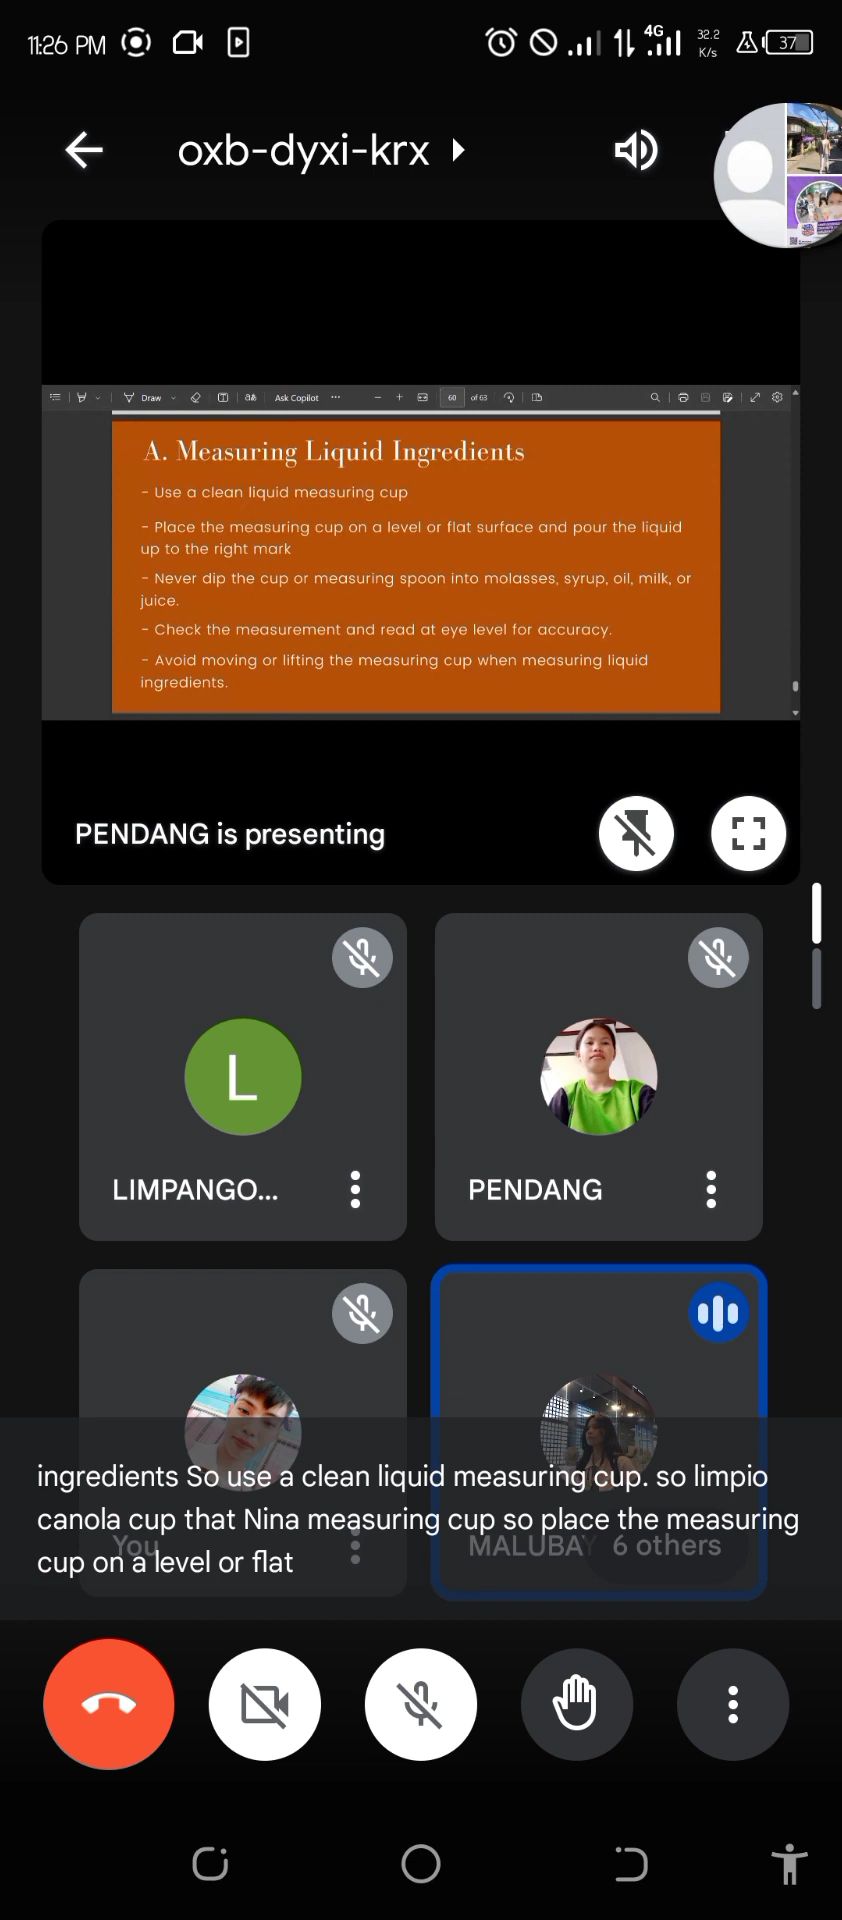 11:26 PM
4G
32.2
K/s
37
oxb-dyxi-krx
Draw
Ask Copilot
60 of 63
A. Measuring Liquid Ingredients
- Use a clean liquid measuring cup
- Place the measuring cup on a level or flat surface and pour the liquid
up to the right mark
- Never dip the cup or measuring spoon into molasses, syrup, oil, milk, or
juice.
- Check the measurement and read at eye level for accuracy.
- Avoid moving or lifting the measuring cup when measuring liquid
ingredients.
PENDANG is presenting
L
LIMPANGO...
PENDANG
ingredients So use a clean liquid measuring cup. so limpio
canola cup that Nina measuring cup so place the measuring
cup on a level or flat
You
MALUBAY
6 others